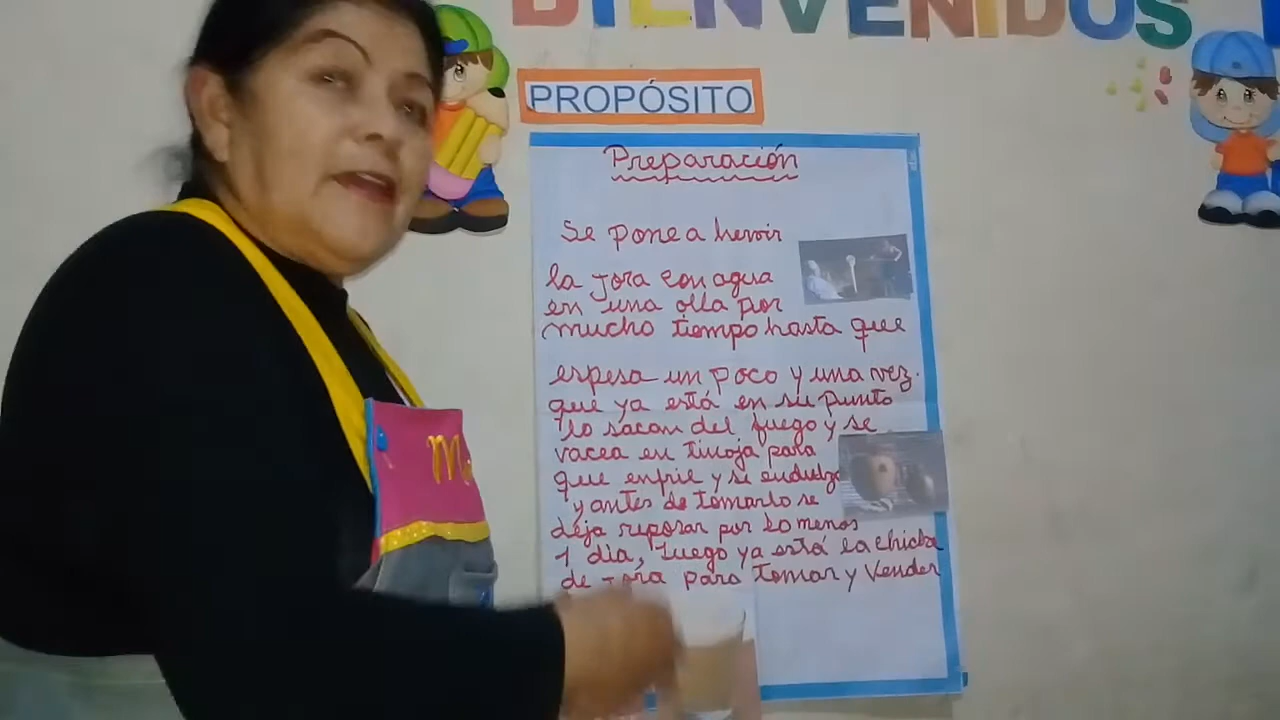 BIENVENIDOS
PROPÓSITO
Preparación
Se pone a hervir
la Jora con agua
en una olla por
mucho tiempo hasta que
espesa un poco y una vez.
que ya está en su punto
lo sacan del fuego y se
vacea en tinoja para
que enfrie y se endulza
y antes de tomarlo se
deja reposar por lo menos
1 dia, luego ya está la chicha
de Jora para Tomar y Vender